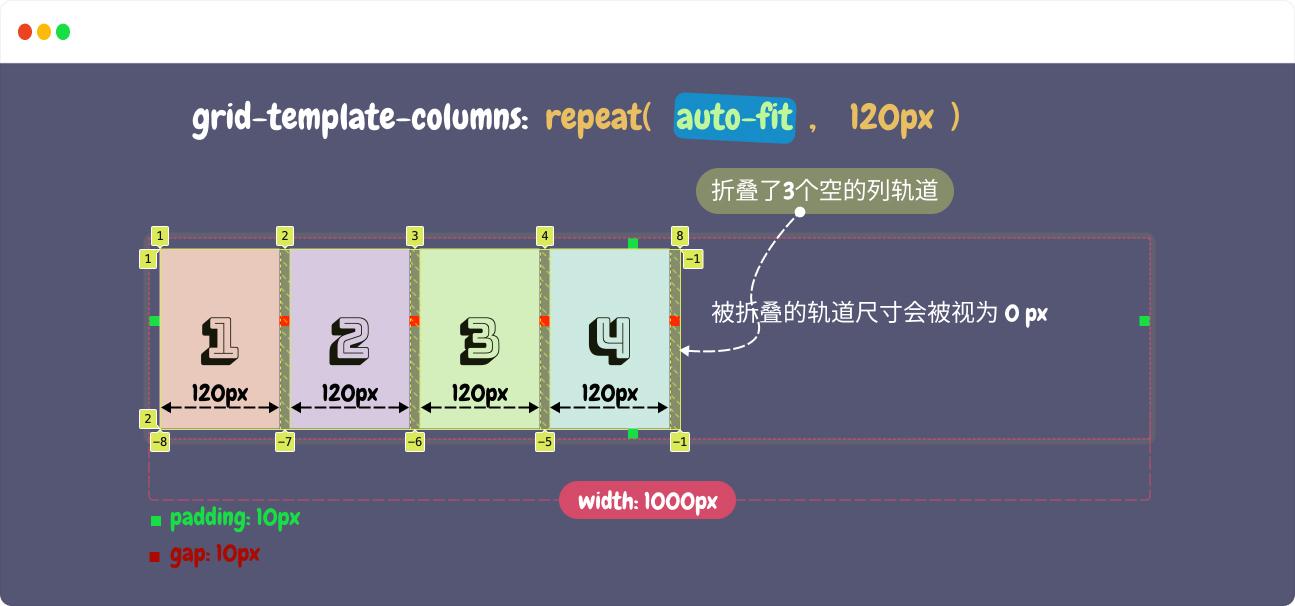 grid-template-columns: repeat( auto-fit , 120px )
折叠了3个空的列轨道
1 2 3 4 8
1 -1
被折叠的轨道尺寸会被视为 0 px
1 2 3 4
120px 120px 120px 120px
2
-8 -7 -6 -5 -1
width: 1000px
padding: 10px
gap: 10px